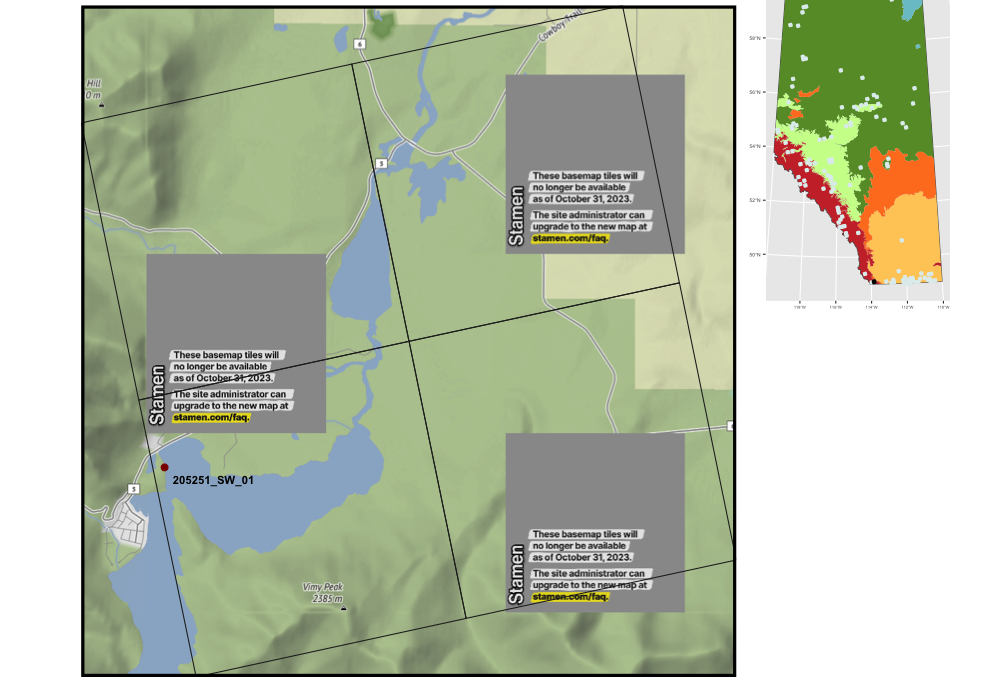 6
Cowboy Trail
Hill
0 m
5
These basemap tiles will
no longer be available
as of October 31, 2023.
The site administrator can
upgrade to the new map at
stamen.com/faq.
Stamen
These basemap tiles will
no longer be available
as of October 31, 2023.
The site administrator can
upgrade to the new map at
stamen.com/faq.
Stamen
205251_SW_01
5
These basemap tiles will
no longer be available
as of October 31, 2023.
The site administrator can
upgrade to the new map at
stamen.com/faq.
Stamen
Vimy Peak
2385 m
58°N
56°N
54°N
52°N
50°N
118°W
116°W
114°W
112°W
110°W